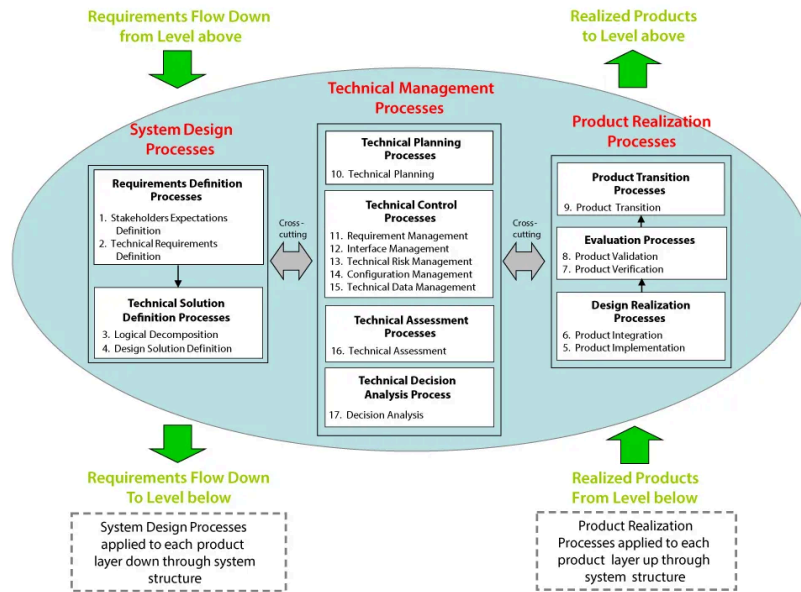 Requirements Flow Down
from Level above
Realized Products
to Level above
Technical Management
Processes
System Design
Processes
Product Realization
Processes
Requirements Definition
Processes
1. Stakeholders Expectations
Definition
2. Technical Requirements
Definition
Technical Solution
Definition Processes
3. Logical Decomposition
4. Design Solution Definition
Cross-
cutting
Technical Planning
Processes
10. Technical Planning
Technical Control
Processes
11. Requirement Management
12. Interface Management
13. Technical Risk Management
14. Configuration Management
15. Technical Data Management
Technical Assessment
Processes
16. Technical Assessment
Technical Decision
Analysis Process
17. Decision Analysis
Cross-
cutting
Product Transition
Processes
9. Product Transition
Evaluation Processes
8. Product Validation
7. Product Verification
Design Realization
Processes
6. Product Integration
5. Product Implementation
Requirements Flow Down
To Level below
System Design Processes
applied to each product
layer down through system
structure
Realized Products
From Level below
Product Realization
Processes applied to each
product layer up through
system structure